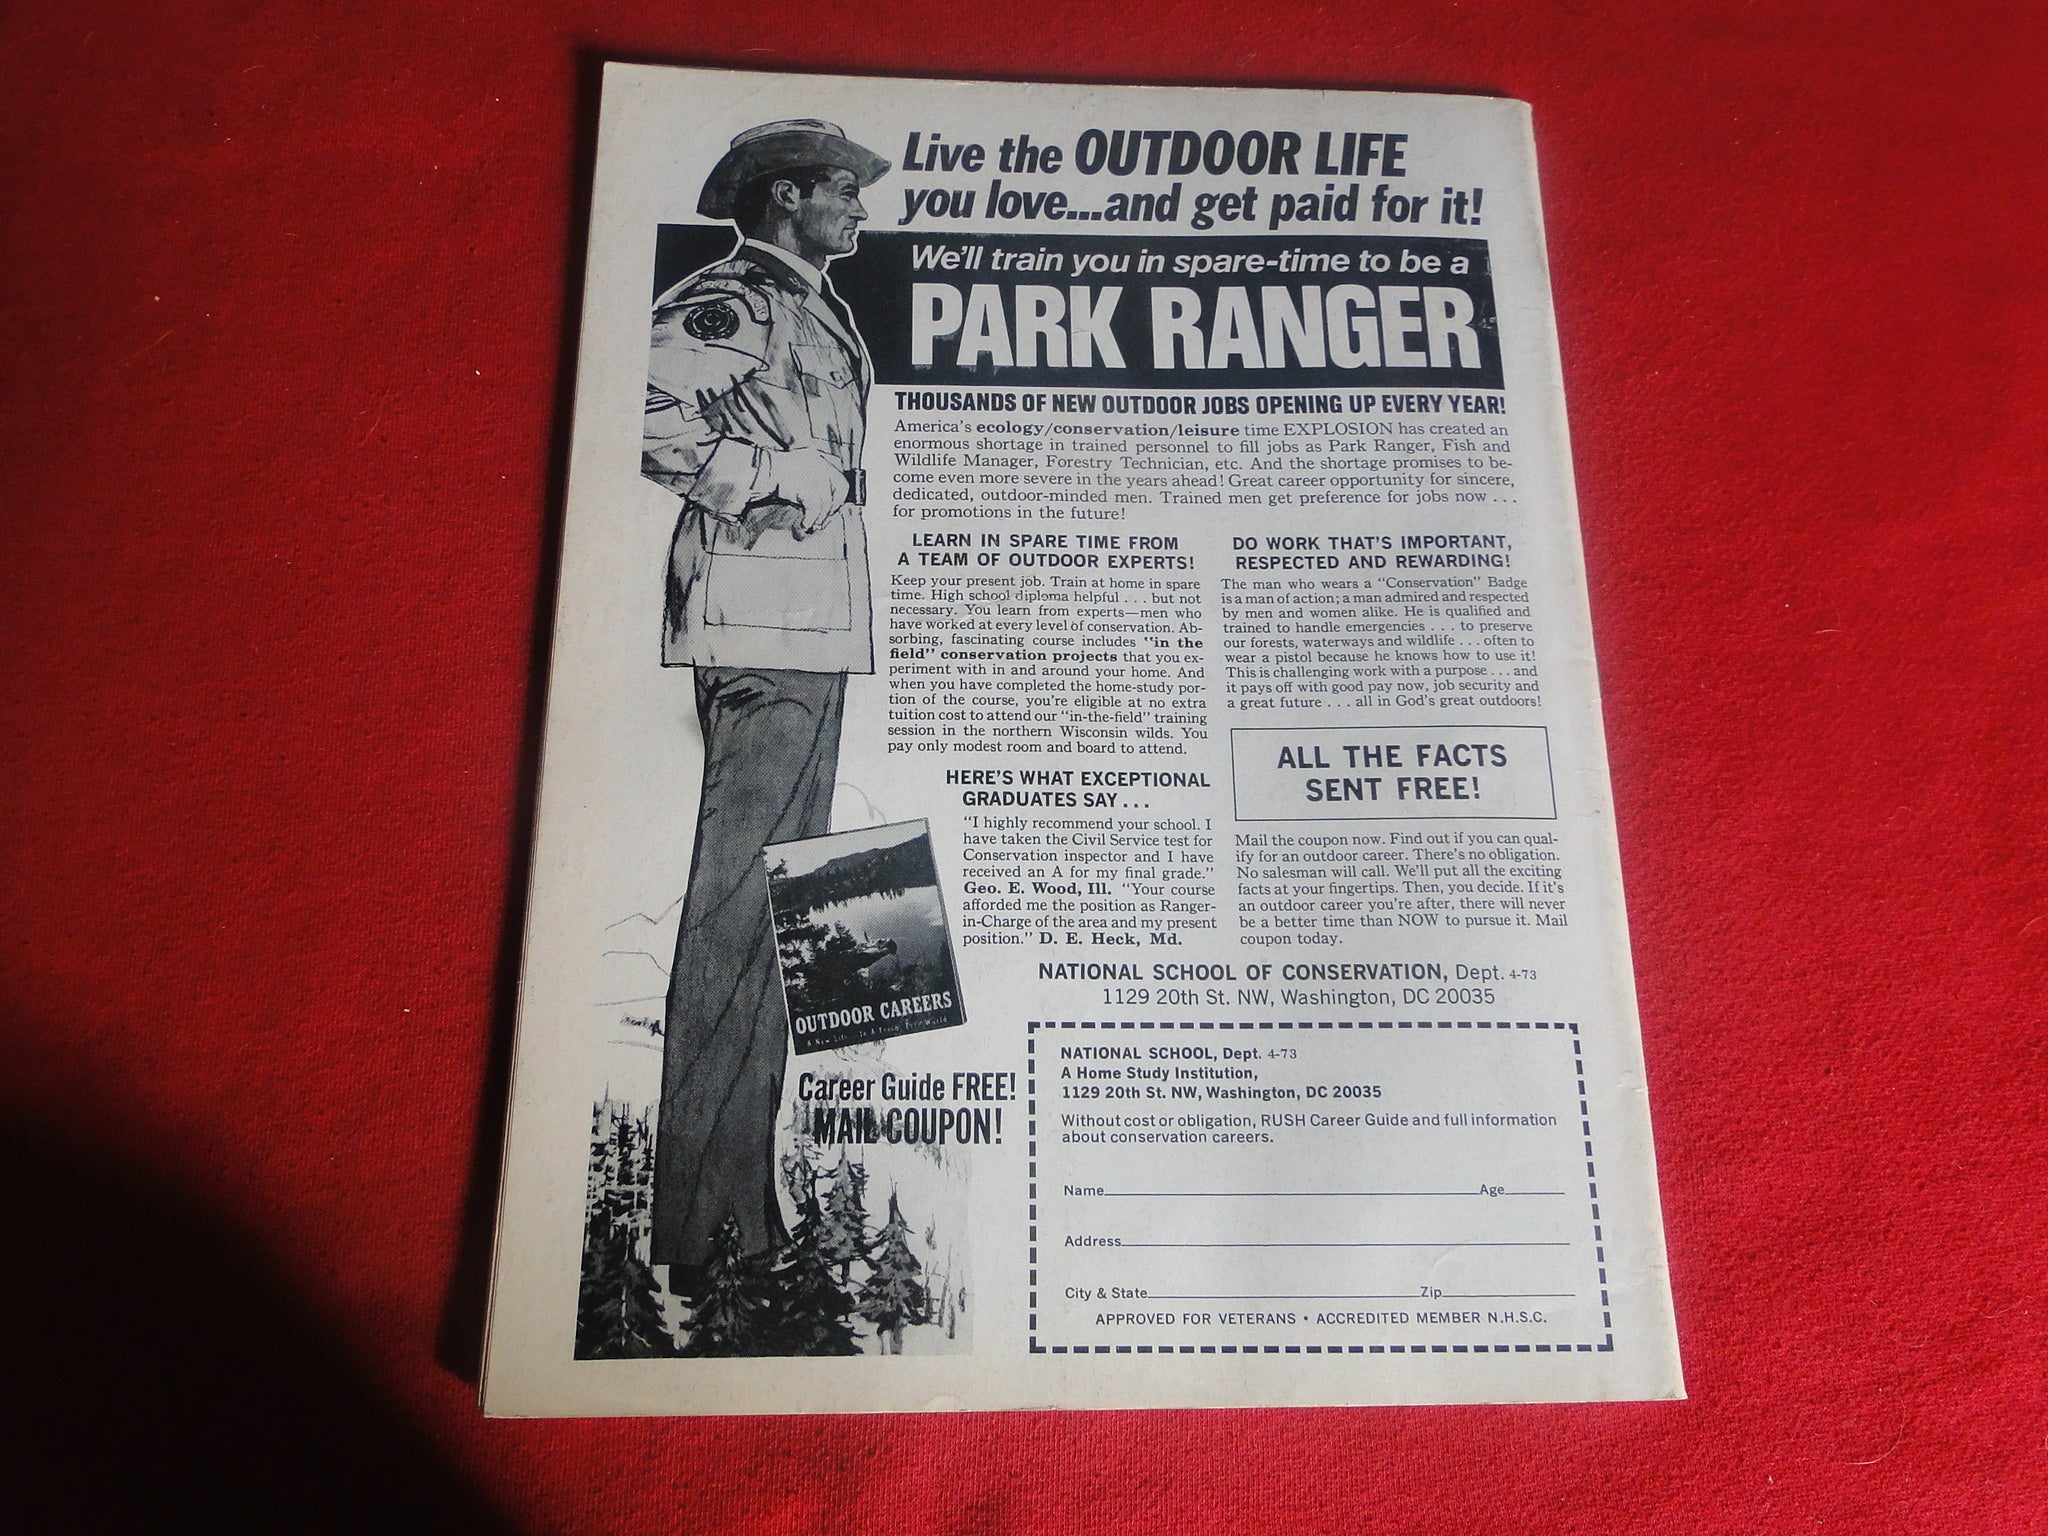 Live the OUTDOOR LIFE
you love...and get paid for it!
We'll train you in spare-time to be a
PARK RANGER
THOUSANDS OF NEW OUTDOOR JOBS OPENING UP EVERY YEAR!
America's ecology/conservation/leisure time EXPLOSION has created an
enormous shortage in trained personnel to fill jobs as Park Ranger, Fish and
Wildlife Manager, Forestry Technician, etc. And the shortage promises to be-
come even more severe in the years ahead! Great career opportunity for sincere,
dedicated, outdoor-minded men. Trained men get preference for jobs now . . .
for promotions in the future!
LEARN IN SPARE TIME FROM
A TEAM OF OUTDOOR EXPERTS!
Keep your present job. Train at home in spare
time. High school diploma helpful . . . but not
necessary. You learn from experts—men who
have worked at every level of conservation. Ab-
sorbing, fascinating course includes "in the
field" conservation projects that you ex-
periment with in and around your home. And
when you have completed the home-study por-
tion of the course, you're eligible at no extra
tuition cost to attend our "in-the-field" training
session in the northern Wisconsin wilds. You
pay only modest room and board to attend.
HERE'S WHAT EXCEPTIONAL
GRADUATES SAY . . .
"I highly recommend your school. I
have taken the Civil Service test for
Conservation inspector and I have
received an A for my final grade."
Geo. E. Wood, Ill. "Your course
afforded me the position as Ranger-
in-Charge of the area and my present
position." D. E. Heck, Md.
DO WORK THAT'S IMPORTANT,
RESPECTED AND REWARDING!
The man who wears a "Conservation" Badge
is a man of action; a man admired and respected
by men and women alike. He is qualified and
trained to handle emergencies . . . to preserve
our forests, waterways and wildlife . . . often to
wear a pistol because he knows how to use it!
This is challenging work with a purpose . . . and
it pays off with good pay now, job security and
a great future . . . all in God's great outdoors!
ALL THE FACTS
SENT FREE!
Mail the coupon now. Find out if you can qual-
ify for an outdoor career. There's no obligation.
No salesman will call. We'll put all the exciting
facts at your fingertips. Then, you decide. If it's
an outdoor career you're after, there will never
be a better time than NOW to pursue it. Mail
coupon today.
OUTDOOR CAREERS
A New Life In A World
Career Guide FREE!
MAIL COUPON!
NATIONAL SCHOOL OF CONSERVATION, Dept. 4-73
1129 20th St. NW, Washington, DC 20035
NATIONAL SCHOOL, Dept. 4-73
A Home Study Institution,
1129 20th St. NW, Washington, DC 20035
Without cost or obligation, RUSH Career Guide and full information
about conservation careers.
Name Age
Address
City & State Zip
APPROVED FOR VETERANS • ACCREDITED MEMBER N.H.S.C.